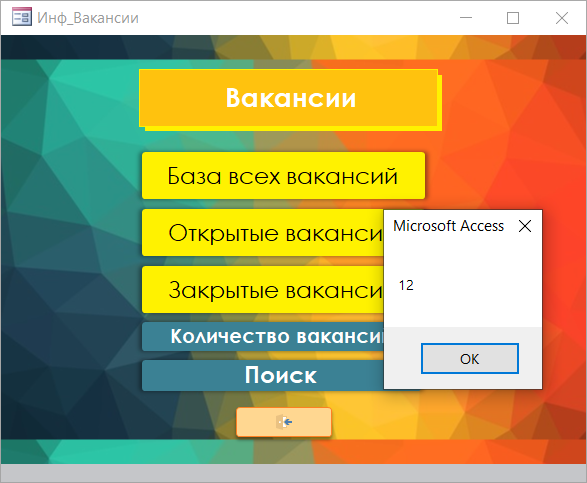 Инф_Вакансии
Вакансии
База всех вакансий
Открытые ваканси
Microsoft Access
12
Закрытые ваканси
Количество вакансий
OK
Поиск